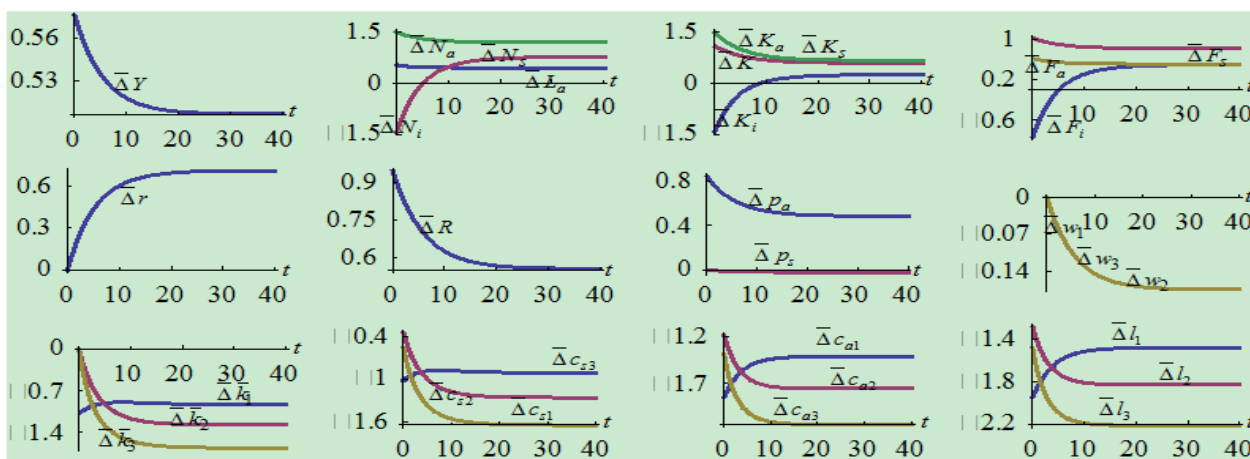 0.56
0.53
Δ̄ Y
10 20 30 40 t
1.5
Δ̄ N_a
Δ̄ N_s
0
Δ̄ L_a
10 20 30 40 t
1.5
Δ̄ N_i
1.5
Δ̄ K_a
Δ̄ K_s
Δ̄ K
0
10 20 30 40 t
Δ̄ K_i
1.5
1
Δ̄ F_s
Δ̄ F_a
0.2
10 20 30 40 t
0.6
Δ̄ F_i
0.6
Δ̄ r
0.3
0
0 10 20 30 40 t
0.9
0.75
Δ̄ R
0.6
0 10 20 30 40 t
0.8
Δ̄ p_a
0.4
Δ̄ p_s
0
0 10 20 30 40 t
0
10 20 30 40 t
Δ̄ w_1
0.07
Δ̄ w_3
0.14
Δ̄ w_2
0
10 20 30 40 t
0.7
Δ̄ k̄_1
Δ̄ k̄_2
1.4
Δ̄ k̄_3
0.4
Δ̄ c_s3
1
Δ̄ c_s2
Δ̄ c_s1
1.6
0 10 20 30 40 t
1.2
Δ̄ c_a1
1.7
Δ̄ c_a2
Δ̄ c_a3
0 10 20 30 40 t
1.4
Δ̄ l_1
1.8
Δ̄ l_2
Δ̄ l_3
2.2
0 10 20 30 40 t